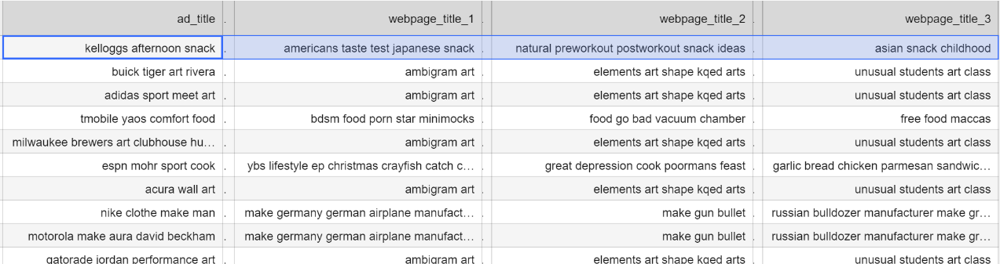 ad_title . webpage_title_1 . webpage_title_2 . webpage_title_3
kelloggs afternoon snack . americans taste test japanese snack . natural preworkout postworkout snack ideas . asian snack childhood
buick tiger art rivera . ambigram art . elements art shape kqed arts . unusual students art class
adidas sport meet art . ambigram art . elements art shape kqed arts . unusual students art class
tmobile yaos comfort food . bdsm food porn star minimocks . food go bad vacuum chamber . free food maccas
milwaukee brewers art clubhouse hu... . ambigram art . elements art shape kqed arts . unusual students art class
espn mohr sport cook . ybs lifestyle ep christmas crayfish catch c... . great depression cook poormans feast . garlic bread chicken parmesan sandwic...
acura wall art . ambigram art . elements art shape kqed arts . unusual students art class
nike clothe make man . make germany german airplane manufact... . make gun bullet . russian bulldozer manufacturer make gr...
motorola make aura david beckham . make germany german airplane manufact... . make gun bullet . russian bulldozer manufacturer make gr...
gatorade jordan performance art ambigram art elements art shape kqed arts unusual students art class